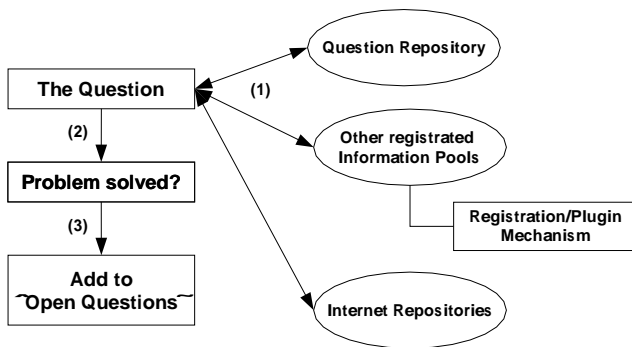 Question Repository
The Question
(1)
(2)
Other registrated
Information Pools
Problem solved?
Registration/Plugin
Mechanism
(3)
Add to
~Open Questions~
Internet Repositories